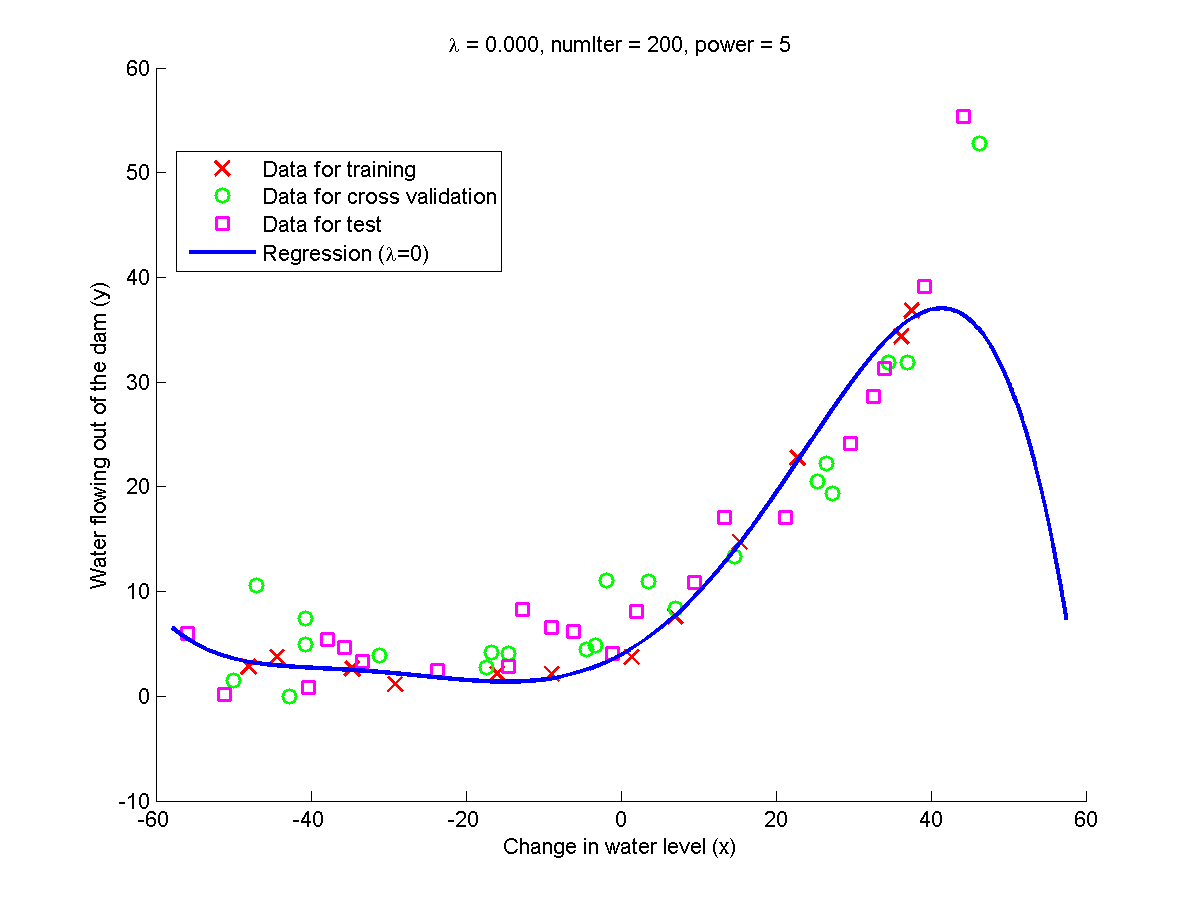 λ = 0.000, numIter = 200, power = 5
60
50
40
30
20
10
0
-10
Water flowing out of the dam (y)
Data for training
Data for cross validation
Data for test
Regression (λ=0)
-60 -40 -20 0 20 40 60
Change in water level (x)